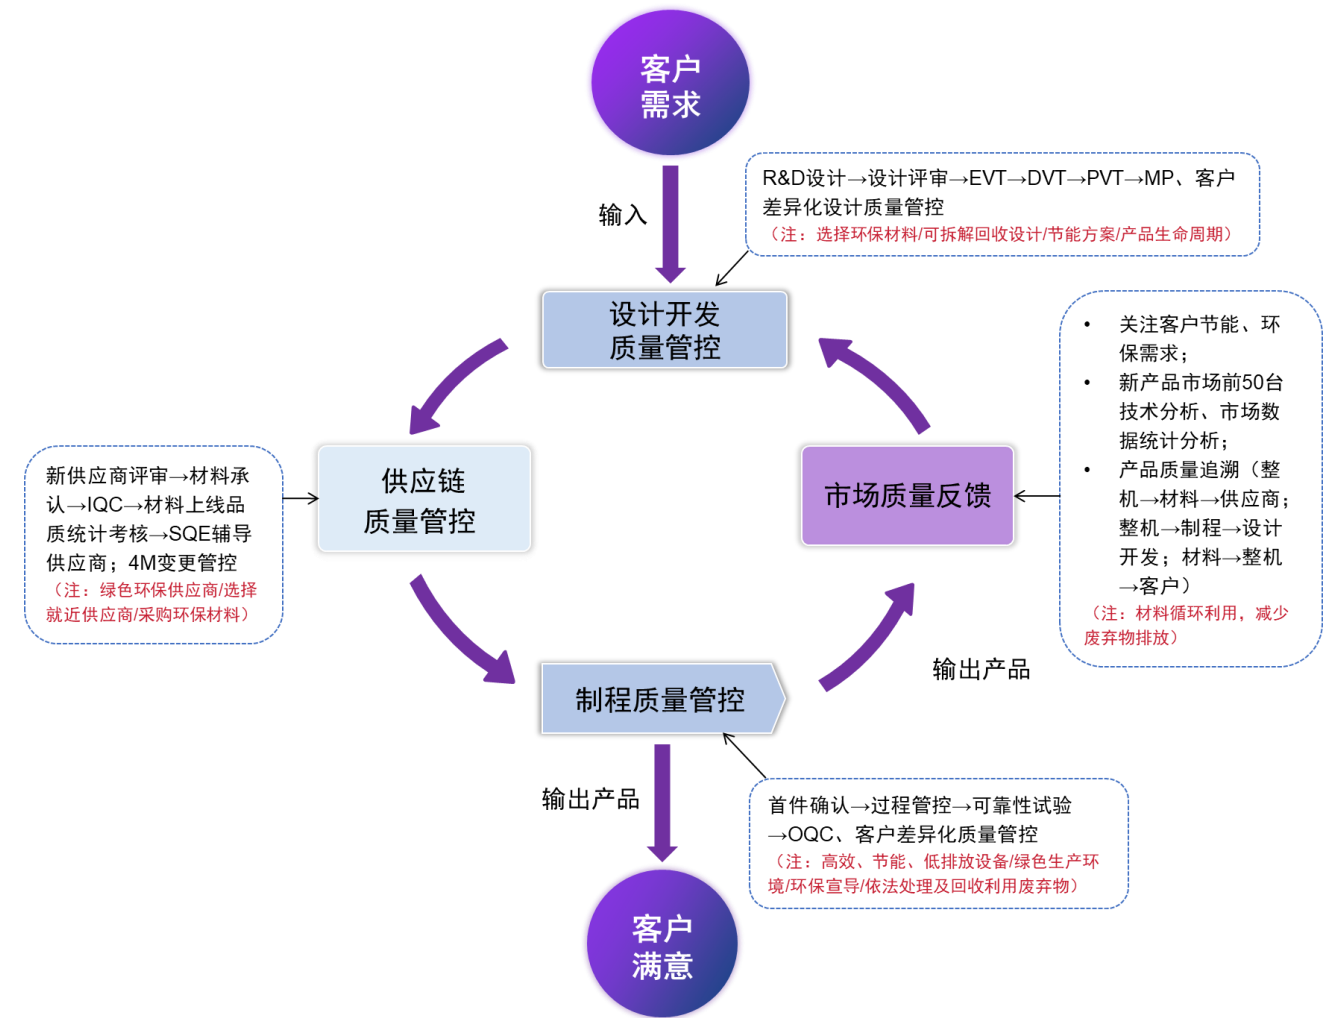 客户
需求
输入
R&D设计→设计评审→EVT→DVT→PVT→MP、客户
差异化设计质量管控
（注：选择环保材料/可拆解回收设计/节能方案/产品生命周期）
设计开发
质量管控
• 关注客户节能、环
保需求；
• 新产品市场前50台
技术分析、市场数
据统计分析；
• 产品质量追溯（整
机→材料→供应商；
整机→制程→设计
开发；材料→整机
→客户）
（注：材料循环利用，减少
废弃物排放）
新供应商评审→材料承
认→IQC→材料上线品
质统计考核→SQE辅导
供应商；4M变更管控
（注：绿色环保供应商/选择
就近供应商/采购环保材料）
供应链
质量管控
市场质量反馈
输出产品
制程质量管控
输出产品
首件确认→过程管控→可靠性试验
→OQC、客户差异化质量管控
（注：高效、节能、低排放设备/绿色生产环
境/环保宣导/依法处理及回收利用废弃物）
客户
满意